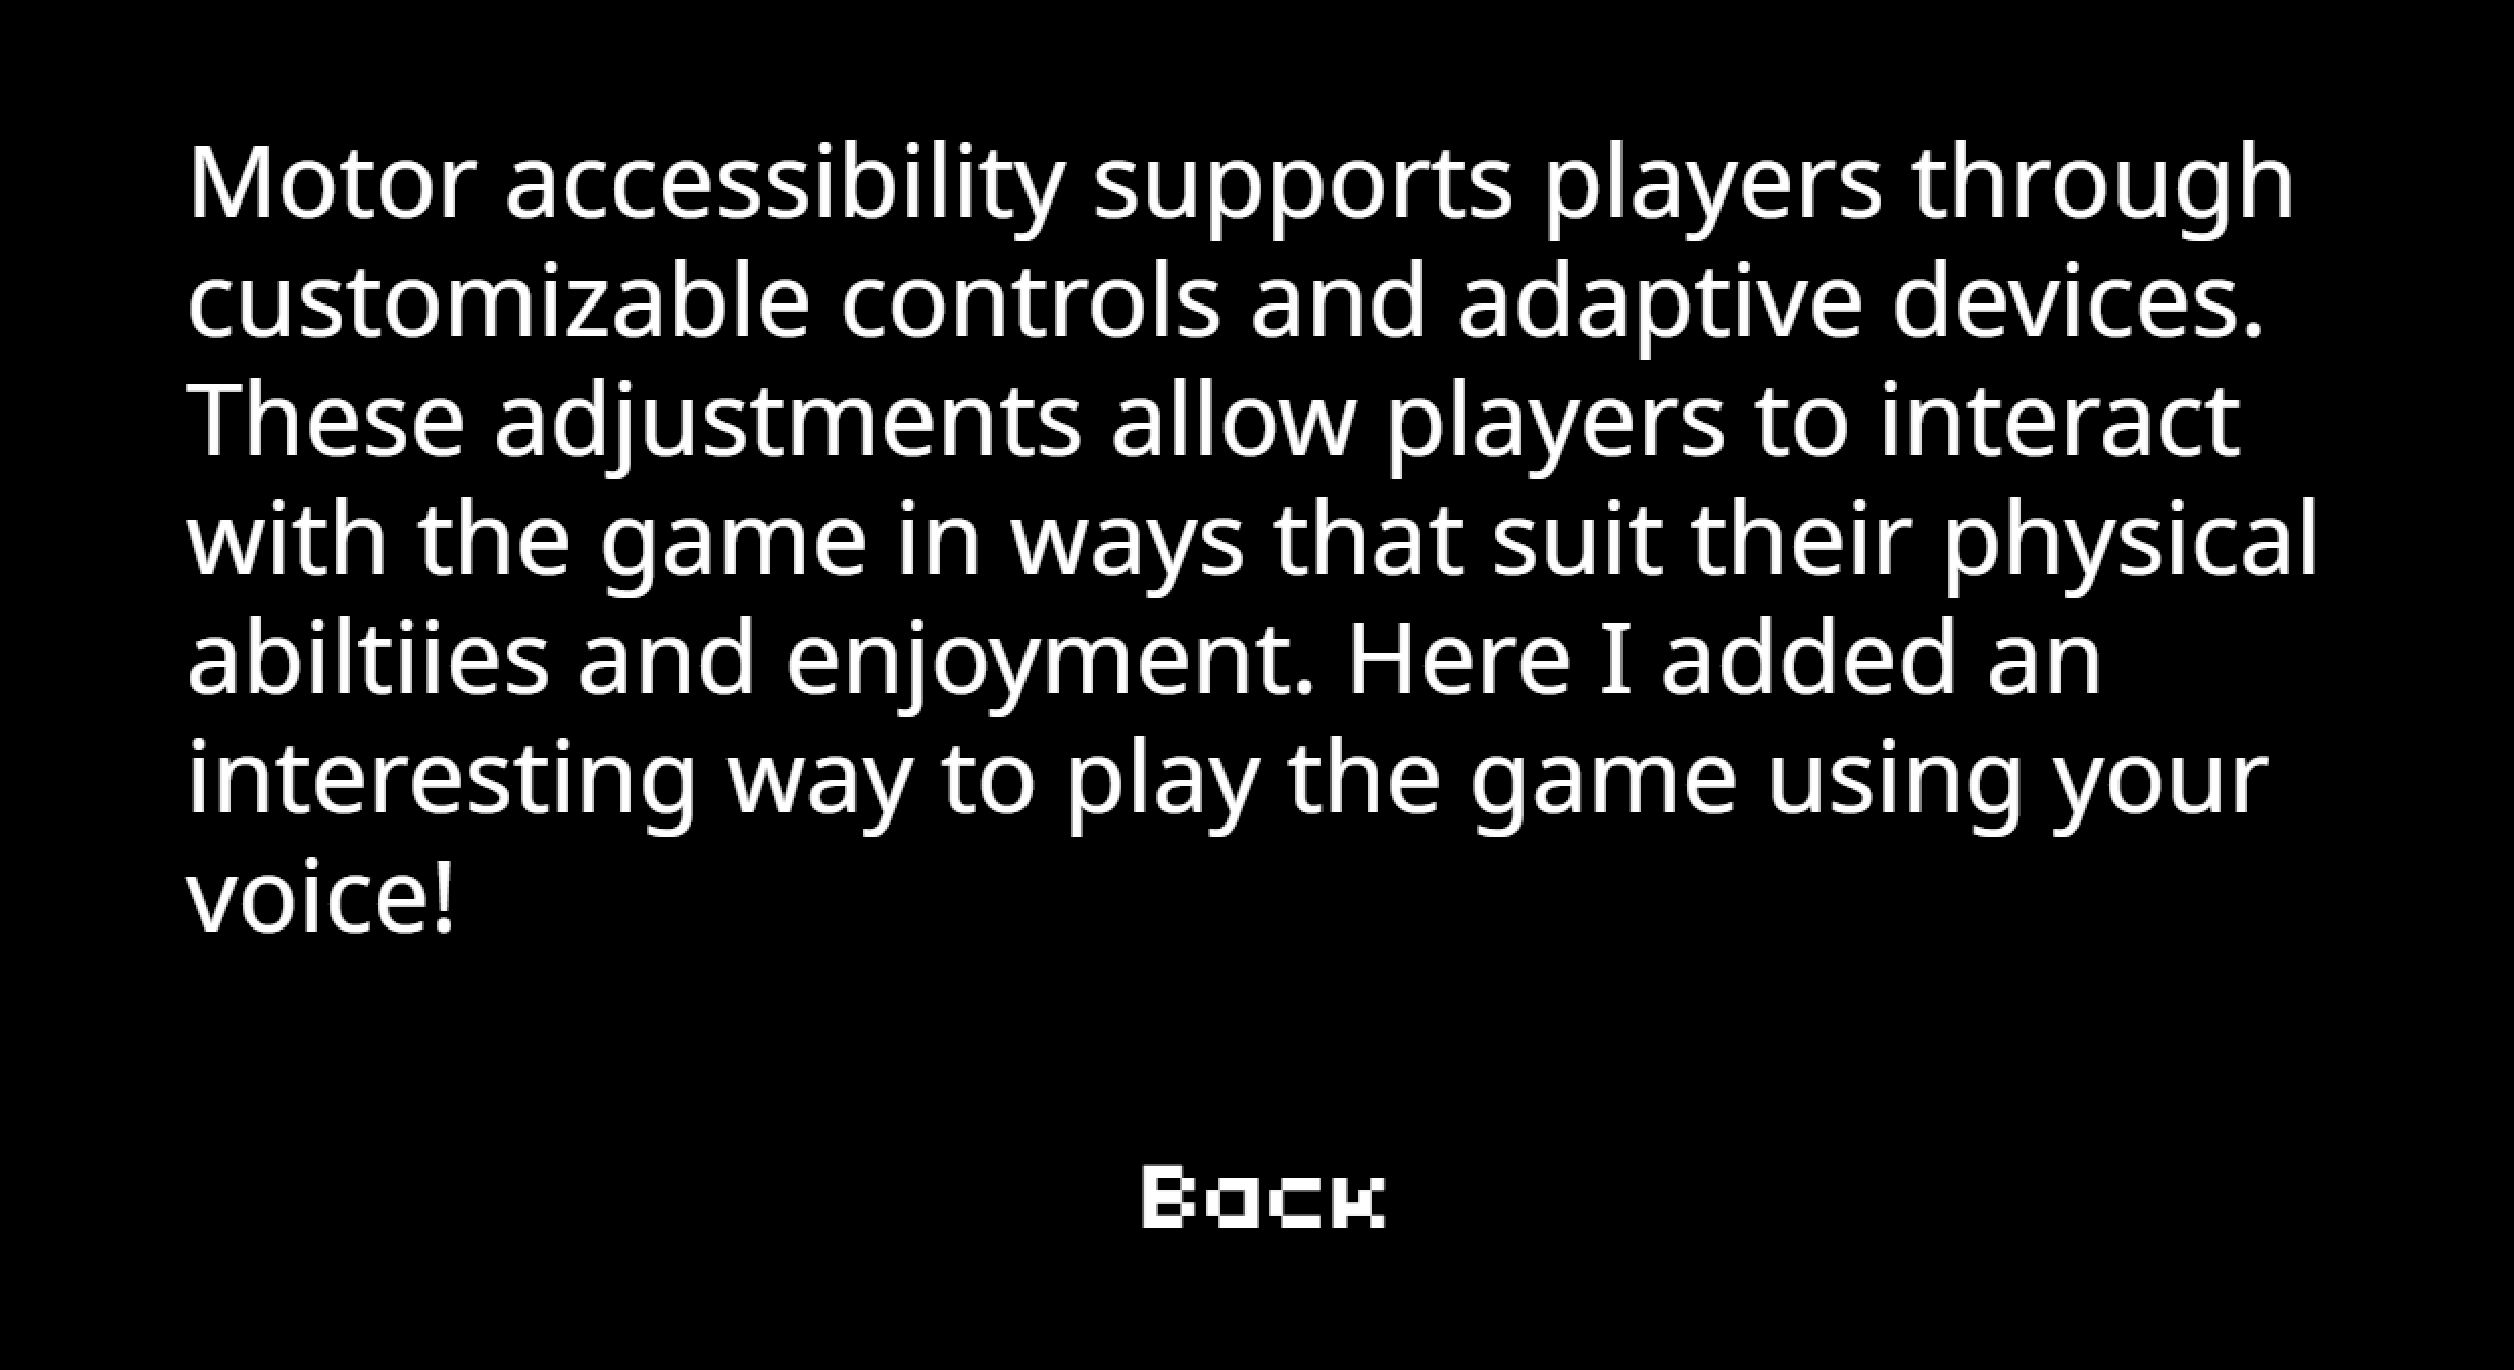 Motor accessibility supports players through
customizable controls and adaptive devices.
These adjustments allow players to interact
with the game in ways that suit their physical
abiltiies and enjoyment. Here I added an
interesting way to play the game using your
voice!
Back